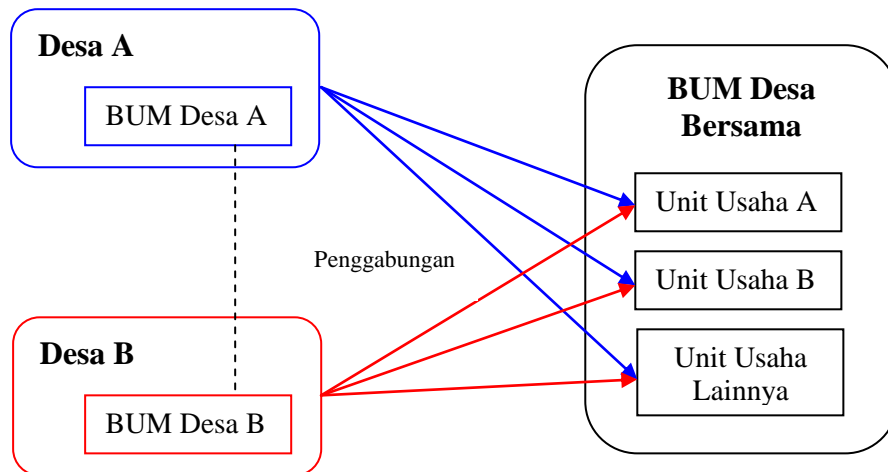 Desa A
BUM Desa A
Penggabungan
Desa B
BUM Desa B
BUM Desa
Bersama
Unit Usaha A
Unit Usaha B
Unit Usaha
Lainnya